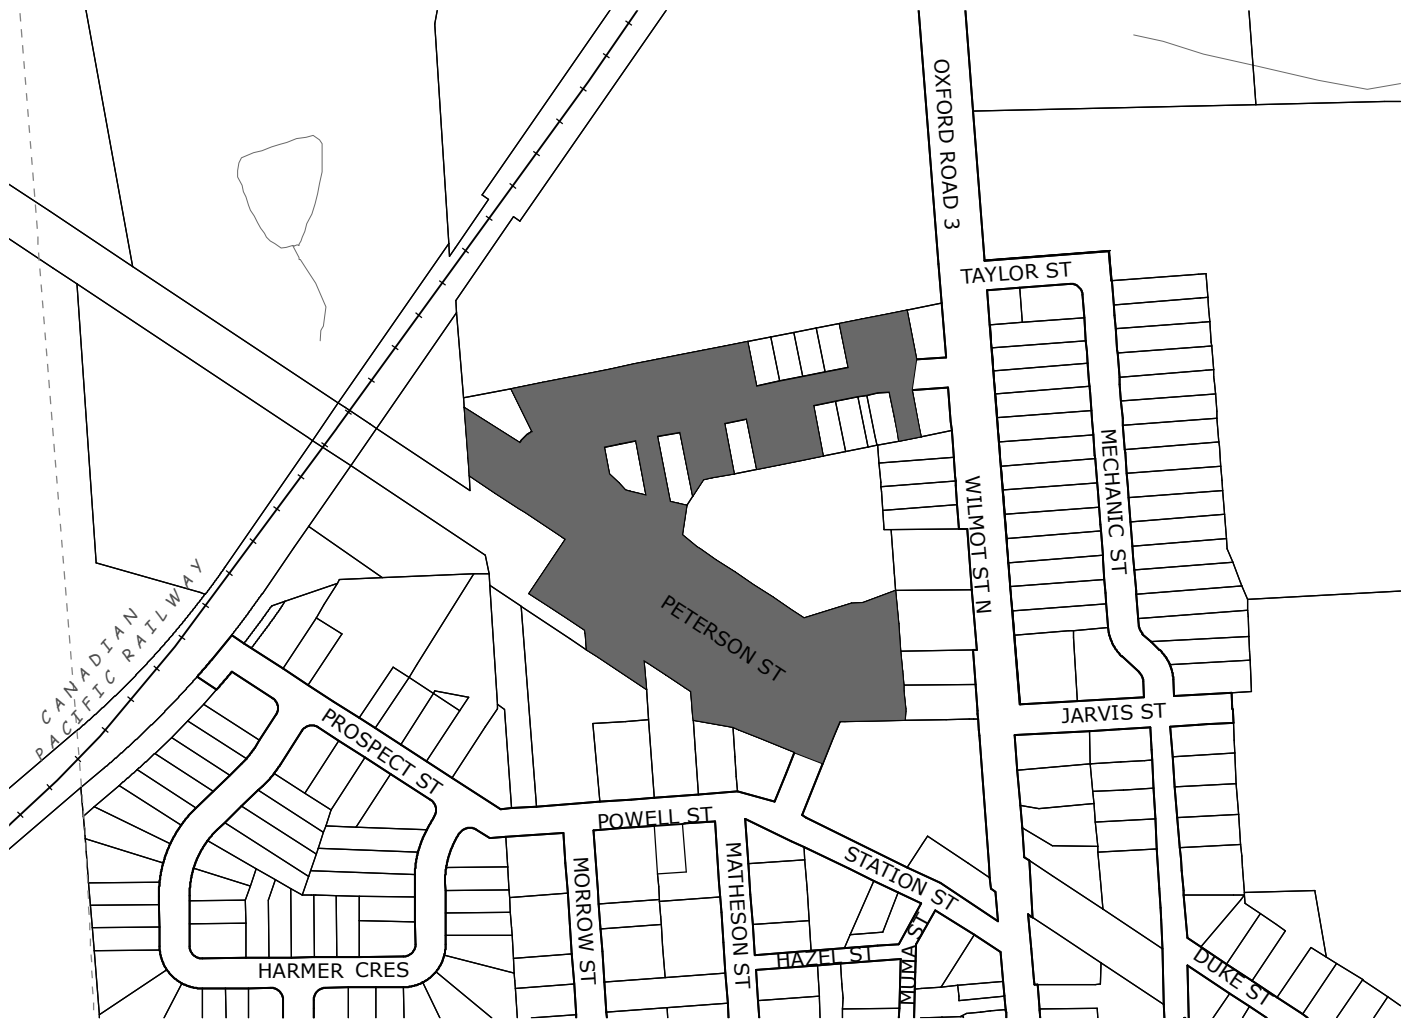 OXFORD ROAD 3
TAYLOR ST
MECHANIC ST
WILMOT ST N
CANADIAN
PACIFIC RAILWAY
PETERSON ST
JARVIS ST
PROSPECT ST
POWELL ST
STATION ST
MORROW ST
MATHESON ST
HAZEL ST
MULMA ST
HARMER CRES
DUKE ST